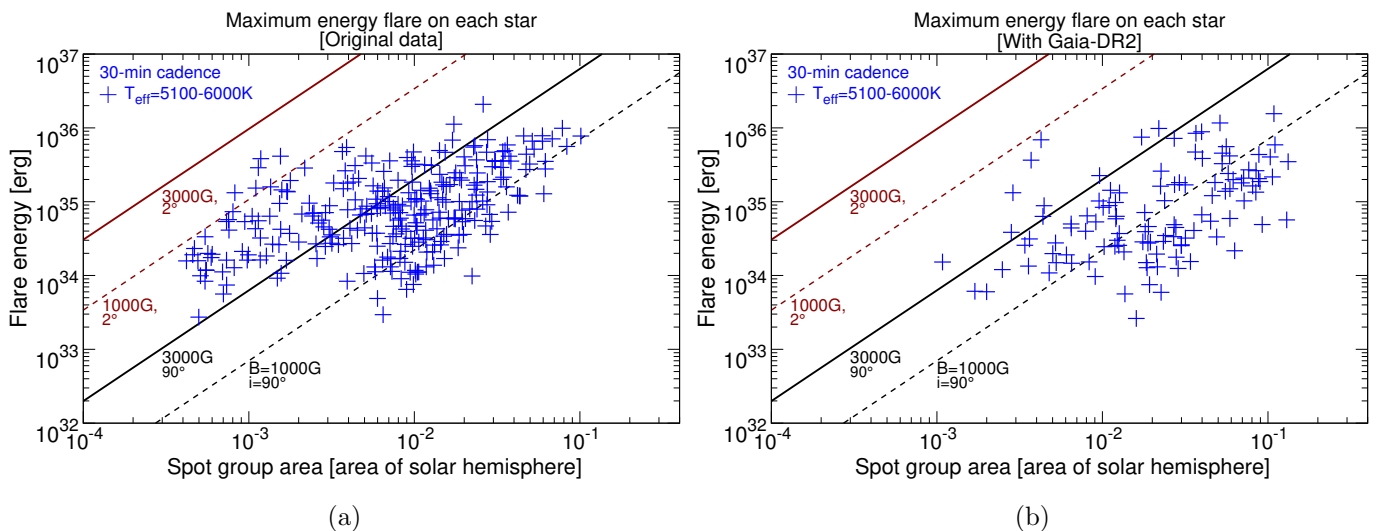 Maximum energy flare on each star
[Original data]
Flare energy [erg]
10^37
10^36
10^35
10^34
10^33
10^32
30-min cadence
T_eff=5100-6000K
3000G,
2°
1000G,
2°
3000G
90°
B=1000G
i=90°
10^-4
10^-3
10^-2
10^-1
Spot group area [area of solar hemisphere]
(a)
Maximum energy flare on each star
[With Gaia-DR2]
Flare energy [erg]
10^37
10^36
10^35
10^34
10^33
10^32
30-min cadence
T_eff=5100-6000K
3000G,
2°
1000G,
2°
3000G
90°
B=1000G
i=90°
10^-4
10^-3
10^-2
10^-1
Spot group area [area of solar hemisphere]
(b)